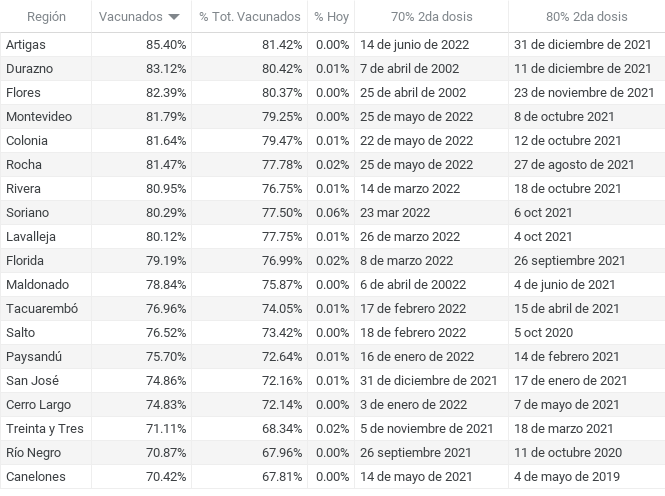 Región Vacunados % Tot. Vacunados % Hoy 70% 2da dosis 80% 2da dosis
Artigas 85.40% 81.42% 0.00% 14 de junio de 2022 31 de diciembre de 2021
Durazno 83.12% 80.42% 0.01% 7 de abril de 2002 11 de diciembre de 2021
Flores 82.39% 80.37% 0.00% 25 de abril de 2002 23 de noviembre de 2021
Montevideo 81.79% 79.25% 0.00% 25 de mayo de 2022 8 de octubre 2021
Colonia 81.64% 79.47% 0.01% 22 de mayo de 2022 12 de octubre 2021
Rocha 81.47% 77.78% 0.02% 25 de mayo de 2022 27 de agosto de 2021
Rivera 80.95% 76.75% 0.01% 14 de marzo 2022 18 de octubre 2021
Soriano 80.29% 77.50% 0.06% 23 mar 2022 6 oct 2021
Lavalleja 80.12% 77.75% 0.01% 26 de marzo 2022 4 oct 2021
Florida 79.19% 76.99% 0.02% 8 de marzo 2022 26 septiembre 2021
Maldonado 78.84% 75.87% 0.00% 6 de abril de 20022 4 de junio de 2021
Tacuarembó 76.96% 74.05% 0.01% 17 de febrero 2022 15 de abril de 2021
Salto 76.52% 73.42% 0.00% 18 de febrero 2022 5 oct 2020
Paysandú 75.70% 72.64% 0.01% 16 de enero de 2022 14 de febrero 2021
San José 74.86% 72.16% 0.01% 31 de diciembre de 2021 17 de enero de 2021
Cerro Largo 74.83% 72.14% 0.00% 3 de enero de 2022 7 de mayo de 2021
Treinta y Tres 71.11% 68.34% 0.02% 5 de noviembre de 2021 18 de marzo 2021
Río Negro 70.87% 67.96% 0.00% 26 septiembre 2021 11 de octubre 2020
Canelones 70.42% 67.81% 0.00% 14 de mayo de 2021 4 de mayo de 2019